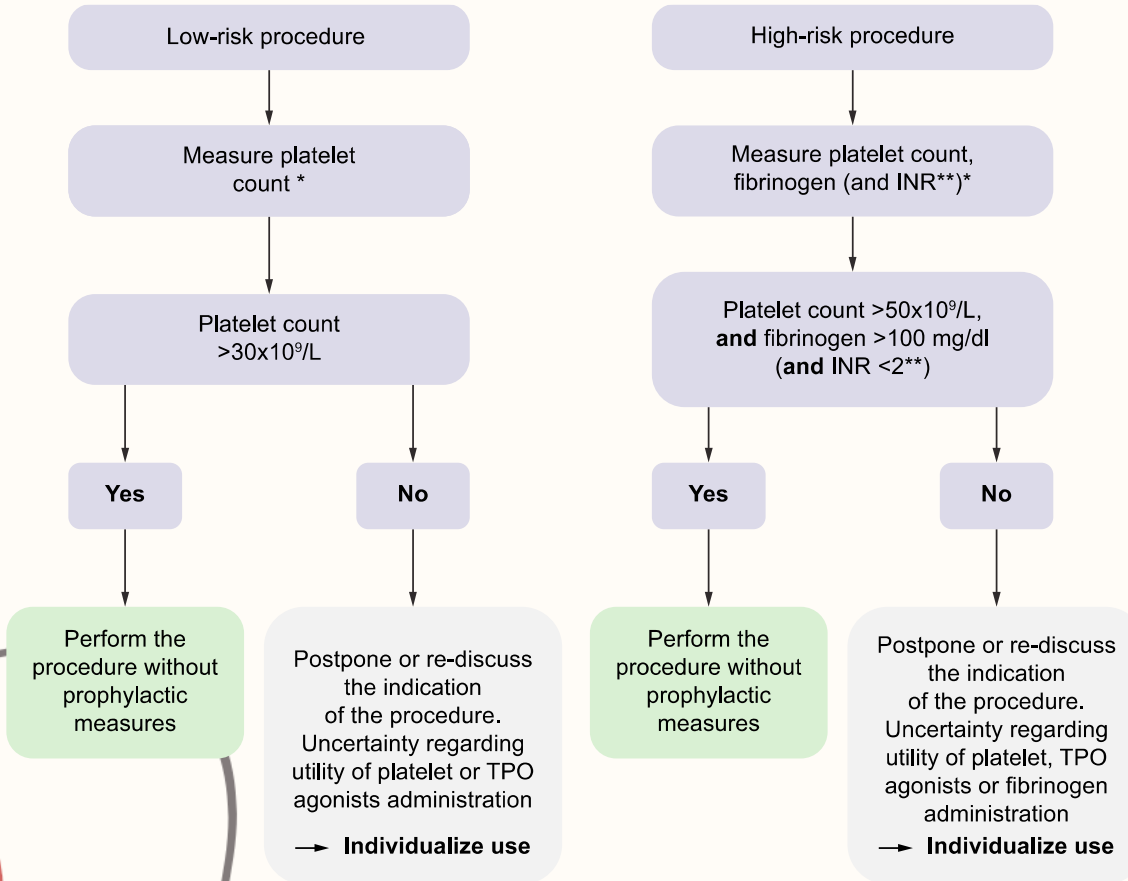 Low-risk procedure
Measure platelet
count *
Platelet count
>30x10⁹/L
Yes
No
Perform the
procedure without
prophylactic
measures
Postpone or re-discuss
the indication
of the procedure.
Uncertainty regarding
utility of platelet or TPO
agonists administration
→ Individualize use
High-risk procedure
Measure platelet count,
fibrinogen (and INR**)*
Platelet count >50x10⁹/L,
and fibrinogen >100 mg/dl
(and INR <2**)
Yes
No
Perform the
procedure without
prophylactic
measures
Postpone or re-discuss
the indication
of the procedure.
Uncertainty regarding
utility of platelet, TPO
agonists or fibrinogen
administration
→ Individualize use